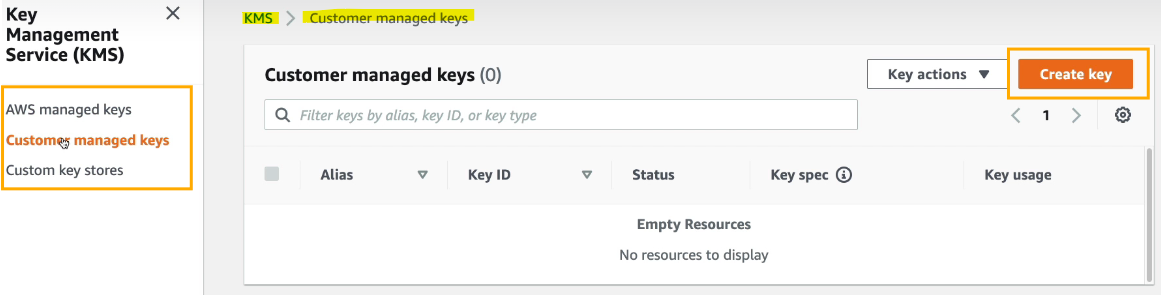 Key
Management
Service (KMS)
AWS managed keys
Customer managed keys
Custom key stores
KMS > Customer managed keys
Customer managed keys (0)
Key actions
Create key
Filter keys by alias, key ID, or key type
1
Alias Key ID Status Key spec Key usage
Empty Resources
No resources to display